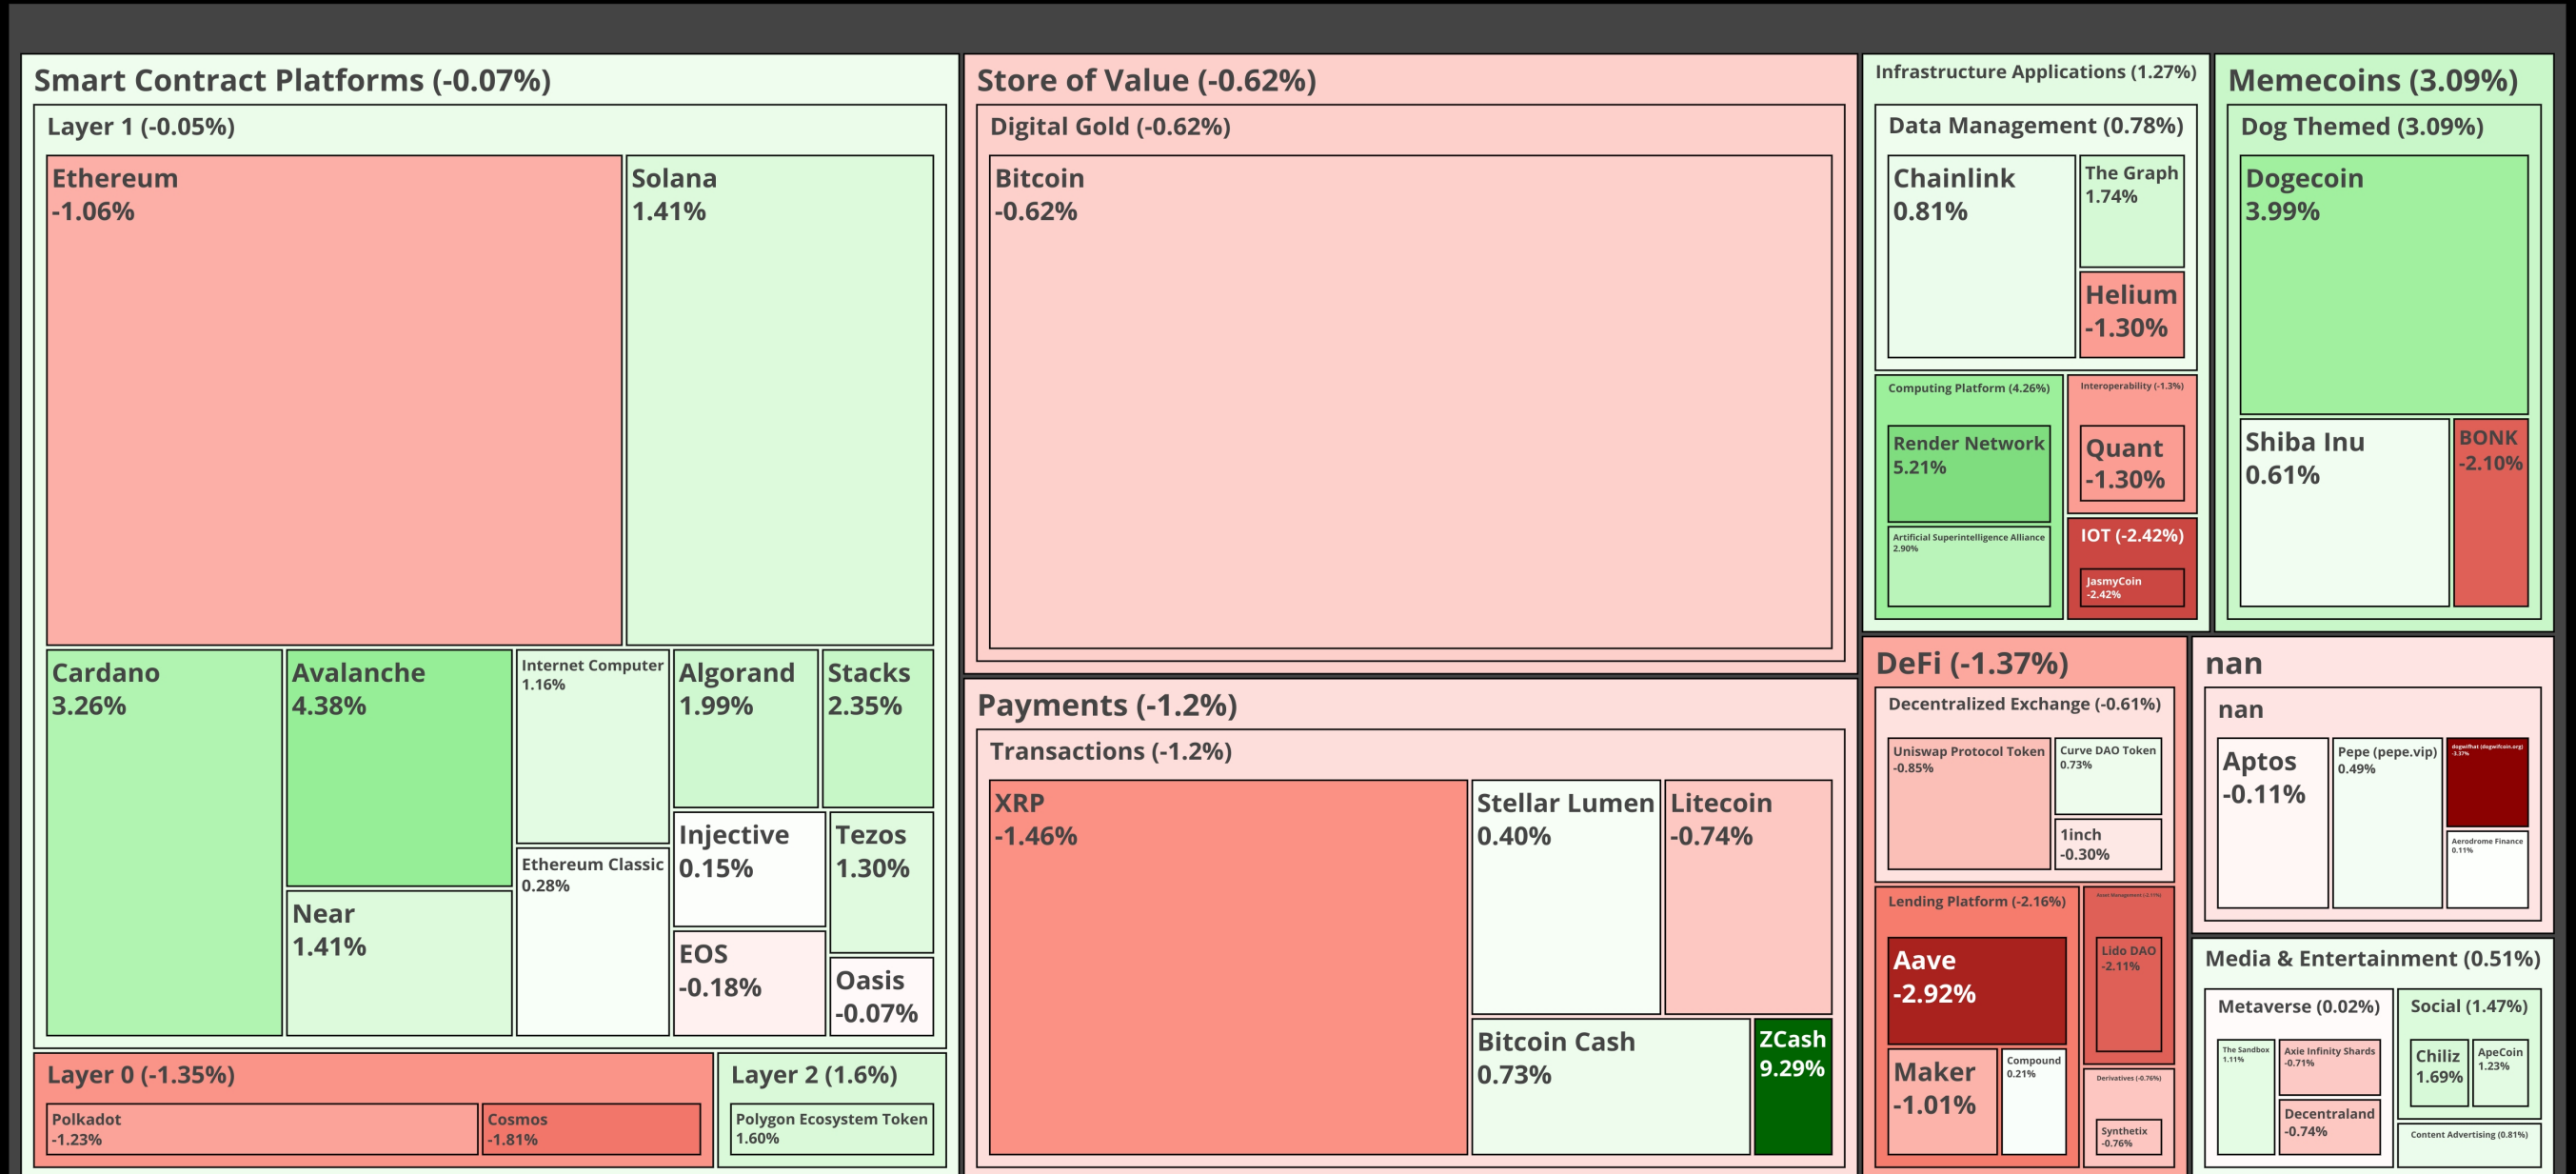 Smart Contract Platforms (-0.07%)
Layer 1 (-0.05%)
Ethereum
-1.06%
Solana
1.41%
Cardano
3.26%
Avalanche
4.38%
Near
1.41%
Internet Computer
1.16%
Ethereum Classic
0.28%
Algorand
1.99%
Stacks
2.35%
Injective
0.15%
Tezos
1.30%
EOS
-0.18%
Oasis
-0.07%
Layer 0 (-1.35%)
Polkadot
-1.23%
Cosmos
-1.81%
Layer 2 (1.6%)
Polygon Ecosystem Token
1.60%
Store of Value (-0.62%)
Digital Gold (-0.62%)
Bitcoin
-0.62%
Payments (-1.2%)
Transactions (-1.2%)
XRP
-1.46%
Stellar Lumen
0.40%
Litecoin
-0.74%
Bitcoin Cash
0.73%
ZCash
9.29%
Infrastructure Applications (1.27%)
Data Management (0.78%)
Chainlink
0.81%
The Graph
1.74%
Helium
-1.30%
Computing Platform (4.26%)
Render Network
5.21%
Artificial Superintelligence Alliance
2.90%
Interoperability (-1.3%)
Quant
-1.30%
IOT (-2.42%)
JasmyCoin
-2.42%
Memecoins (3.09%)
Dog Themed (3.09%)
Dogecoin
3.99%
Shiba Inu
0.61%
BONK
-2.10%
DeFi (-1.37%)
Decentralized Exchange (-0.61%)
Uniswap Protocol Token
-0.85%
Curve DAO Token
0.73%
1inch
-0.30%
Lending Platform (-2.16%)
Aave
-2.92%
Maker
-1.01%
Compound
0.21%
Asset Management (-2.11%)
Lido DAO
-2.11%
Derivatives (-0.76%)
Synthetix
-0.76%
nan
nan
Aptos
-0.11%
Pepe (pepe.vip)
0.49%
dogwifhat (dogwifcoin.org)
-3.37%
Aerodrome Finance
0.11%
Media & Entertainment (0.51%)
Metaverse (0.02%)
The Sandbox
1.11%
Axie Infinity Shards
-0.71%
Decentraland
-0.74%
Social (1.47%)
Chiliz
1.69%
ApeCoin
1.23%
Content Advertising (0.81%)